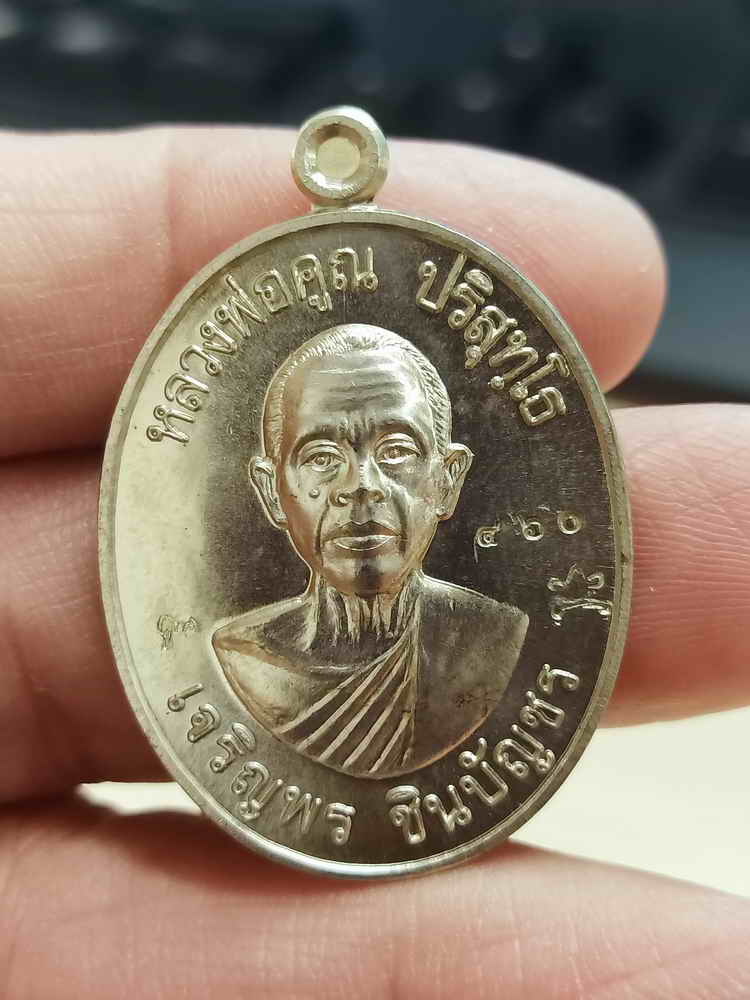 หลวงพ่อคูณ ปริสุทฺโธ
๔๖๐
เจริญพร ชินบัญชร